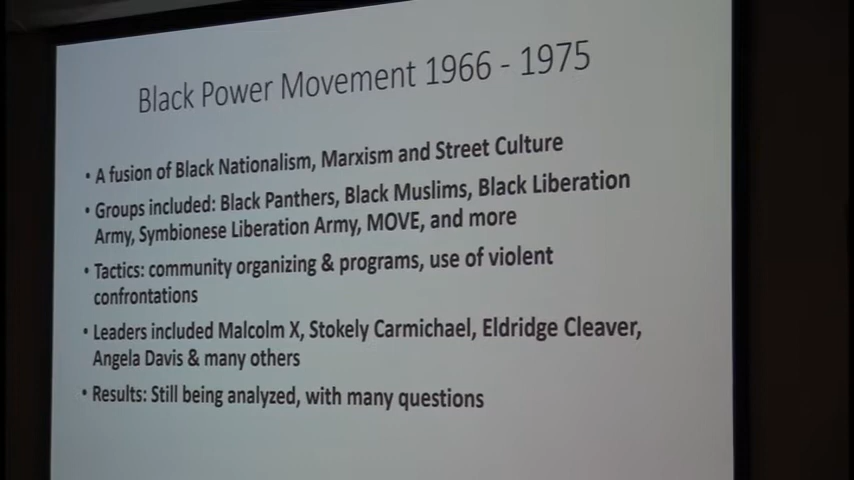 Black Power Movement 1966 - 1975
• A fusion of Black Nationalism, Marxism and Street Culture
• Groups included: Black Panthers, Black Muslims, Black Liberation
Army, Symbionese Liberation Army, MOVE, and more
• Tactics: community organizing & programs, use of violent
confrontations
• Leaders included Malcolm X, Stokely Carmichael, Eldridge Cleaver,
Angela Davis & many others
• Results: Still being analyzed, with many questions